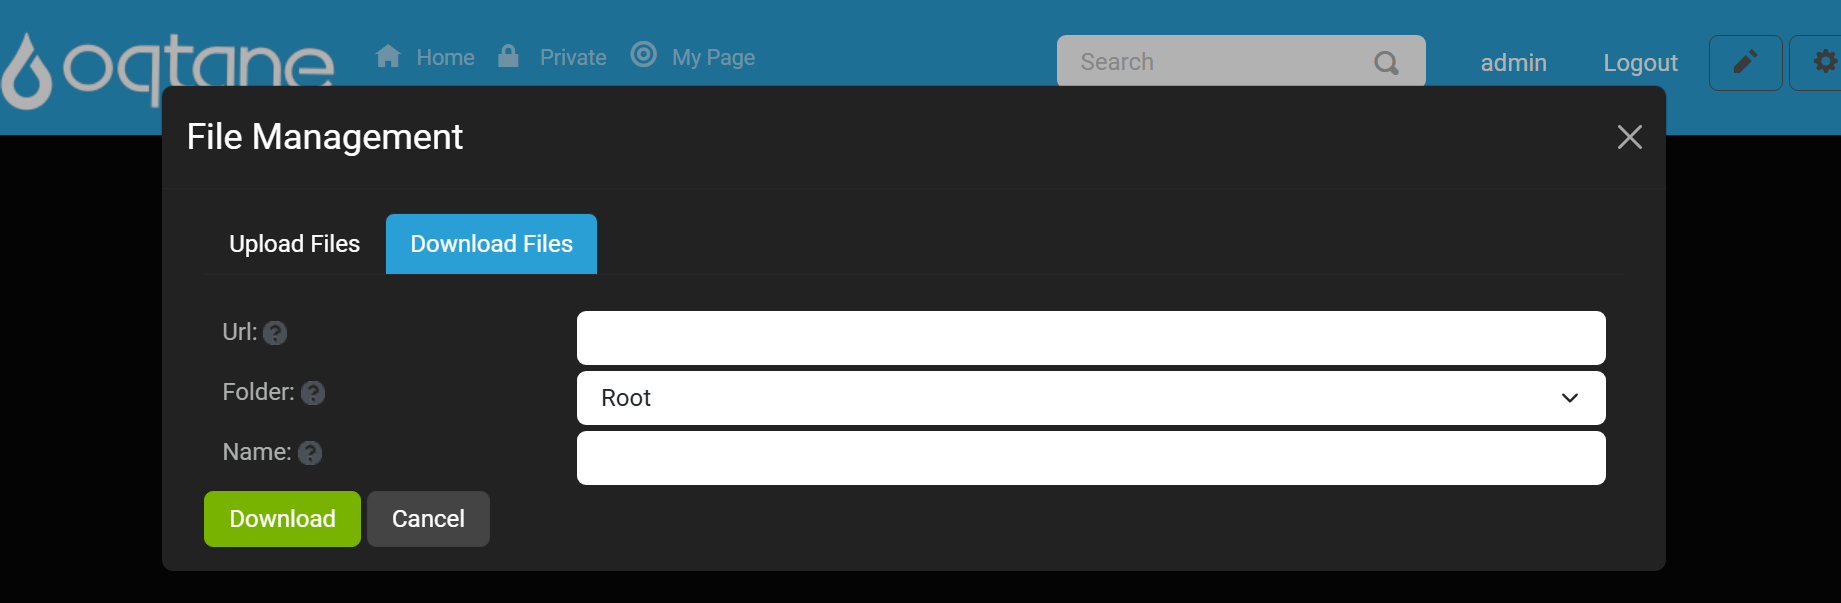 oqtane
Home Private My Page
Search
admin Logout
File Management
Upload Files Download Files
Url: ?
Folder: ?
Root
Name: ?
Download Cancel